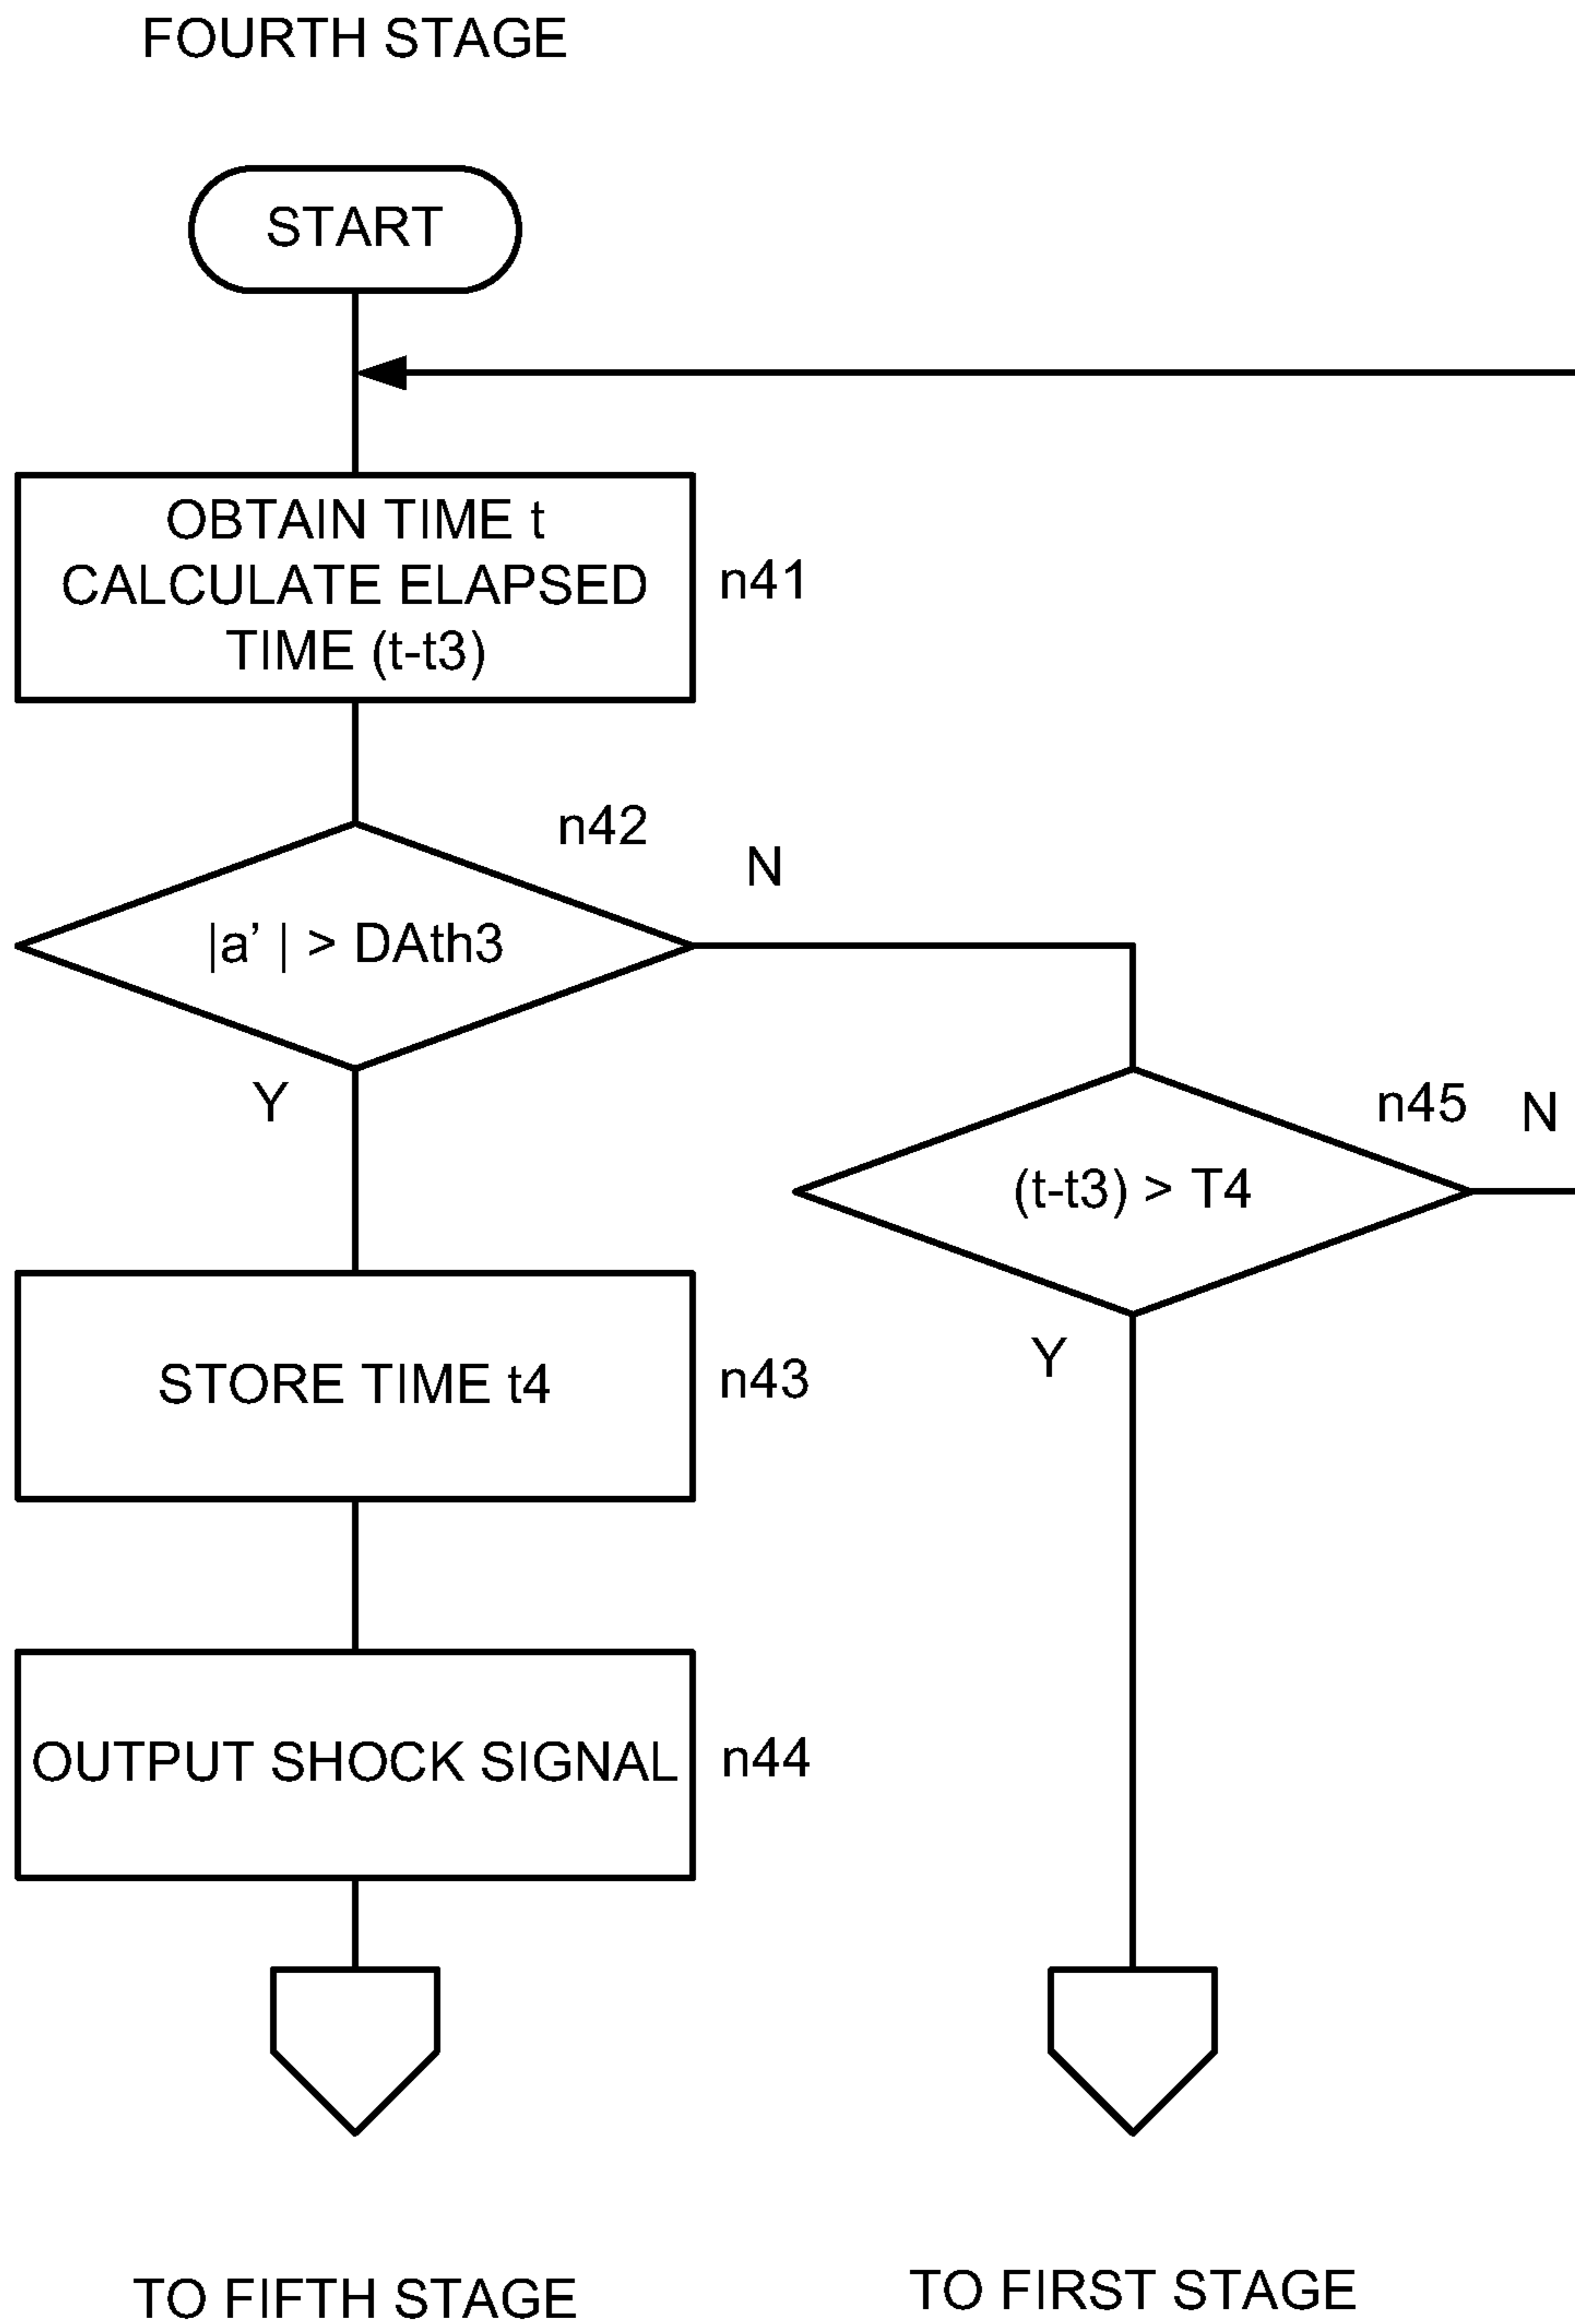 FOURTH STAGE
START
OBTAIN TIME t
CALCULATE ELAPSED
TIME (t-t3)
n41
n42
N
|a’ | > DAth3
Y
n45
N
(t-t3) > T4
Y
STORE TIME t4
n43
OUTPUT SHOCK SIGNAL
n44
TO FIFTH STAGE
TO FIRST STAGE